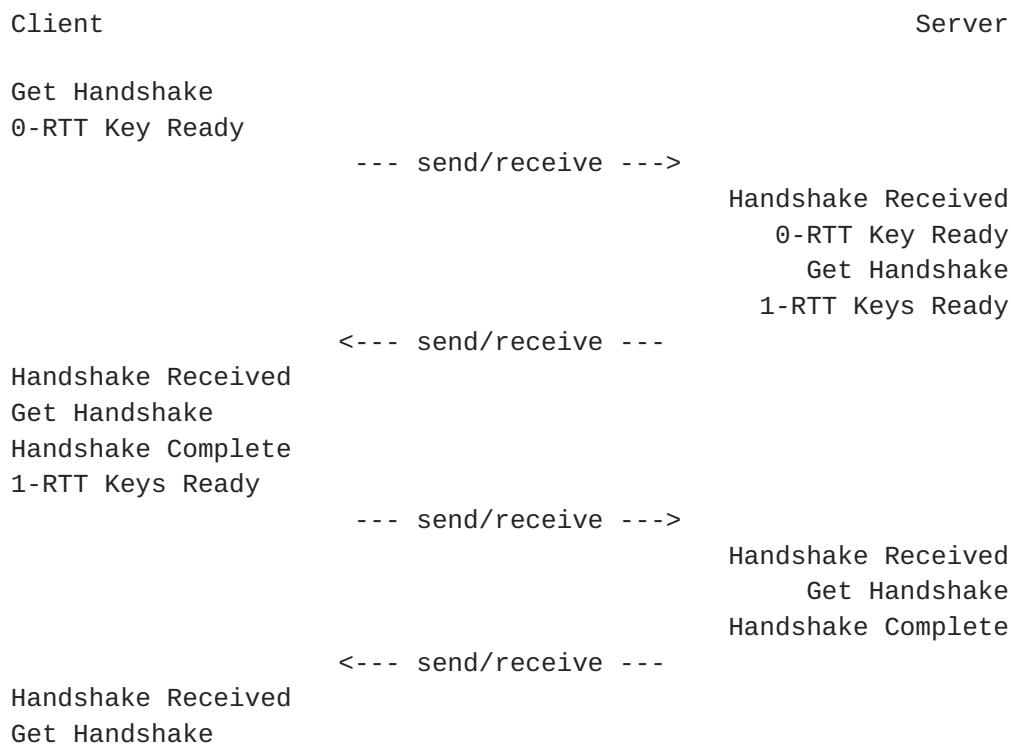 Client Server
Get Handshake
0-RTT Key Ready
--- send/receive --->
Handshake Received
0-RTT Key Ready
Get Handshake
1-RTT Keys Ready
<--- send/receive ---
Handshake Received
Get Handshake
Handshake Complete
1-RTT Keys Ready
--- send/receive --->
Handshake Received
Get Handshake
Handshake Complete
<--- send/receive ---
Handshake Received
Get Handshake